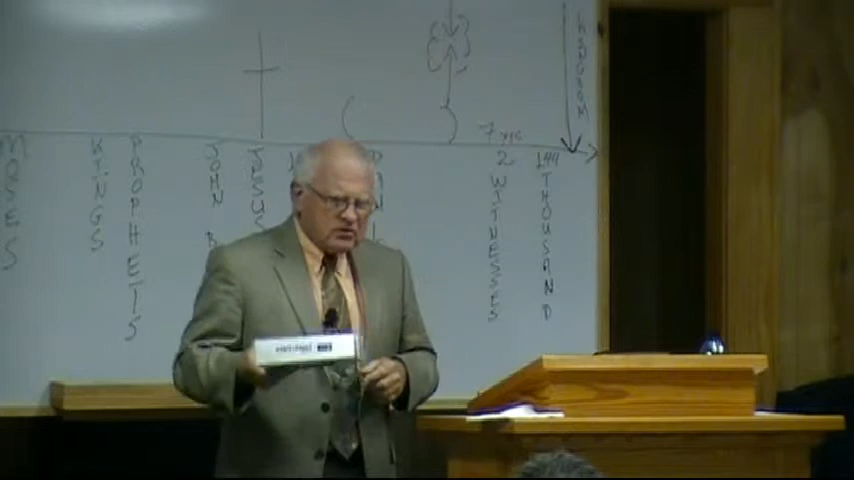 MOSES
KINGS
PROPHETS
JOHN B
JESUS
7 YRS
2 WITNESSES
144 THOUSAND
KINGDOM